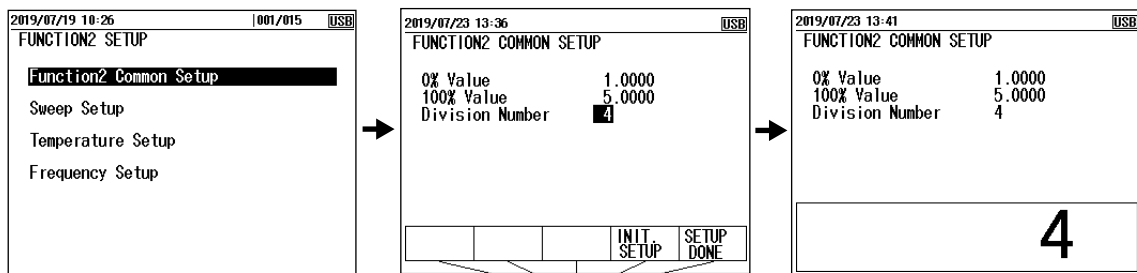 2019/07/19 10:26 001/015 USB
FUNCTION2 SETUP
Function2 Common Setup
Sweep Setup
Temperature Setup
Frequency Setup
2019/07/23 13:36 USB
FUNCTION2 COMMON SETUP
0% Value 1.0000
100% Value 5.0000
Division Number 4
INIT. SETUP
SETUP DONE
2019/07/23 13:41 USB
FUNCTION2 COMMON SETUP
0% Value 1.0000
100% Value 5.0000
Division Number 4
4